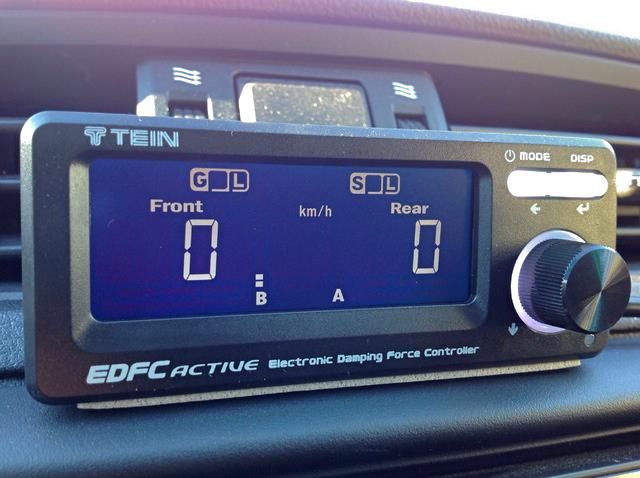 TEIN
MODE DISP
G L S L
Front km/h Rear
0 0
B A
EDFC ACTIVE Electronic Damping Force Controller